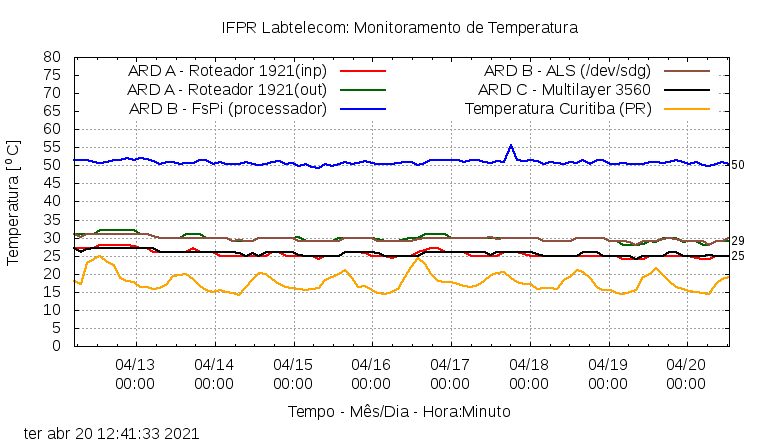 IFPR Labtelecom: Monitoramento de Temperatura
Temperatura [ºC]
80
75
70
65
60
55
50
45
40
35
30
25
20
15
10
5
0
ARD A - Roteador 1921(inp)
ARD A - Roteador 1921(out)
ARD B - FsPi (processador)
ARD B - ALS (/dev/sdg)
ARD C - Multilayer 3560
Temperatura Curitiba (PR)
50
29
25
04/13 04/14 04/15 04/16 04/17 04/18 04/19 04/20
00:00 00:00 00:00 00:00 00:00 00:00 00:00 00:00
Tempo - Mês/Dia - Hora:Minuto
ter abr 20 12:41:33 2021